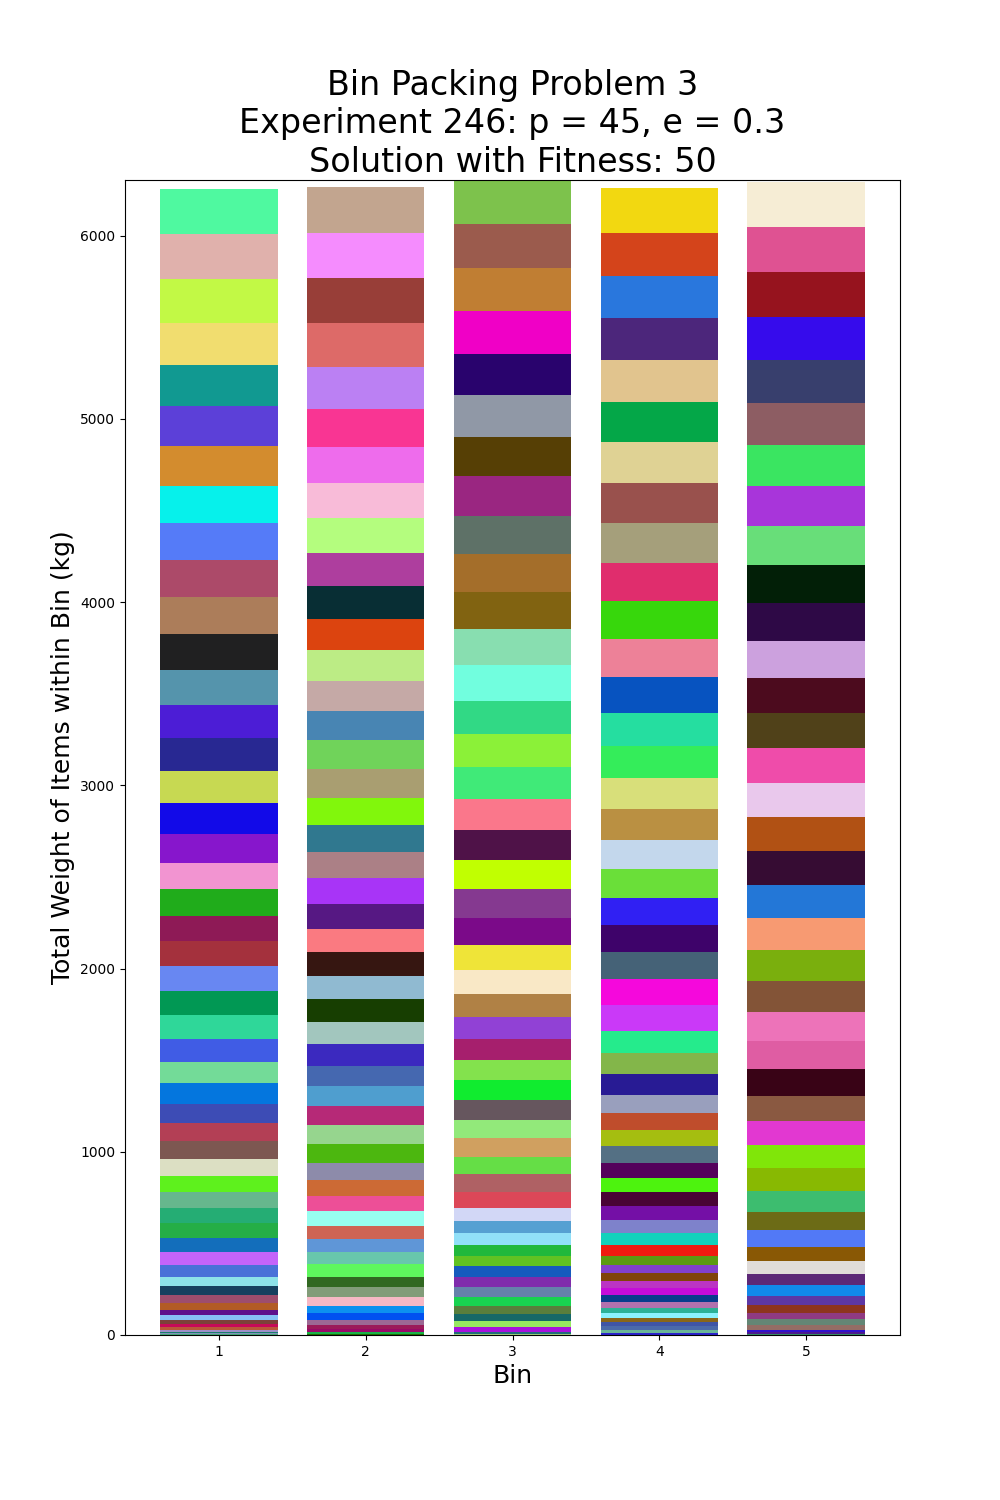 Bin Packing Problem 3
Experiment 246: p = 45, e = 0.3
Solution with Fitness: 50
Total Weight of Items within Bin (kg)
6000
5000
4000
3000
2000
1000
0
1 2 3 4 5
Bin